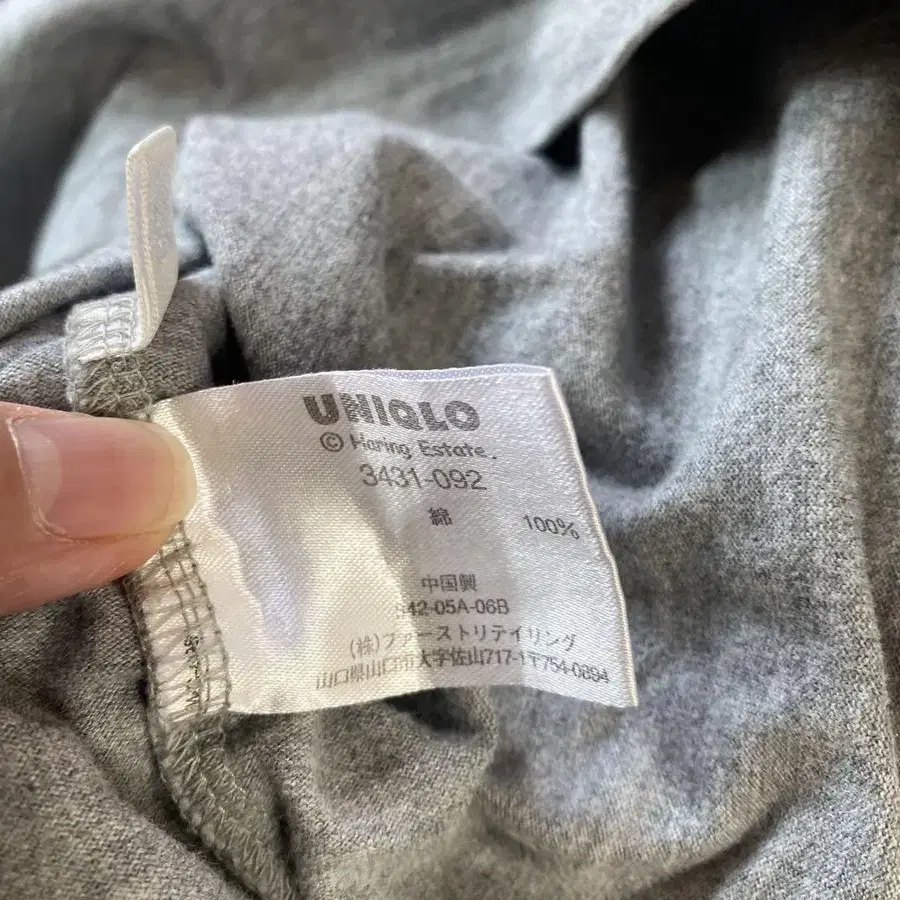 UNIQLO
© Haring Estate.
3431-092
綿 100%
中国製
942-05A-06B
(株)ファーストリテイリング
山口県山口市大字佐山717-1〒754-0894